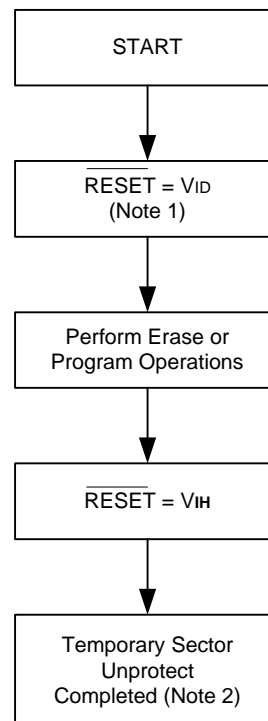 START
RESET = VID
(Note 1)
Perform Erase or
Program Operations
RESET = VIH
Temporary Sector
Unprotect
Completed (Note 2)